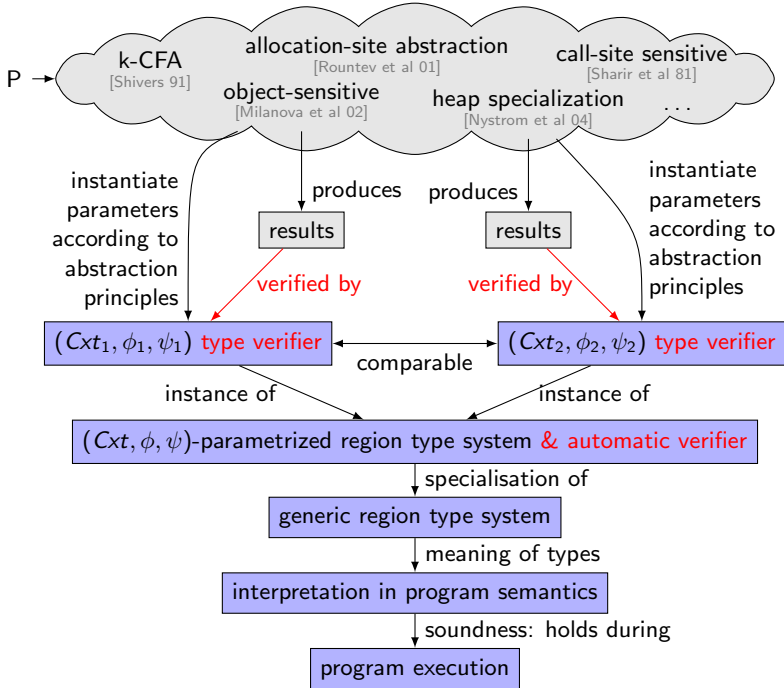 P
k-CFA
[Shivers 91]
allocation-site abstraction
[Rountev et al 01]
call-site sensitive
[Sharir et al 81]
object-sensitive
[Milanova et al 02]
heap specialization
[Nystrom et al 04]
...
instantiate
parameters
according to
abstraction
principles
produces
results
verified by
produces
results
verified by
instantiate
parameters
according to
abstraction
principles
(Cxt₁, ϕ₁, ψ₁) type verifier
comparable
(Cxt₂, ϕ₂, ψ₂) type verifier
instance of
instance of
(Cxt, ϕ, ψ)-parametrized region type system & automatic verifier
specialisation of
generic region type system
meaning of types
interpretation in program semantics
soundness: holds during
program execution